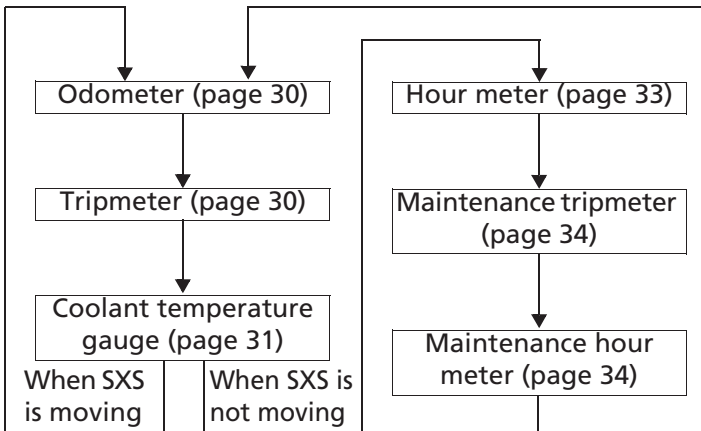 Odometer (page 30)
Tripmeter (page 30)
Coolant temperature
gauge (page 31)
When SXS
is moving
When SXS is
not moving
Hour meter (page 33)
Maintenance tripmeter
(page 34)
Maintenance hour
meter (page 34)